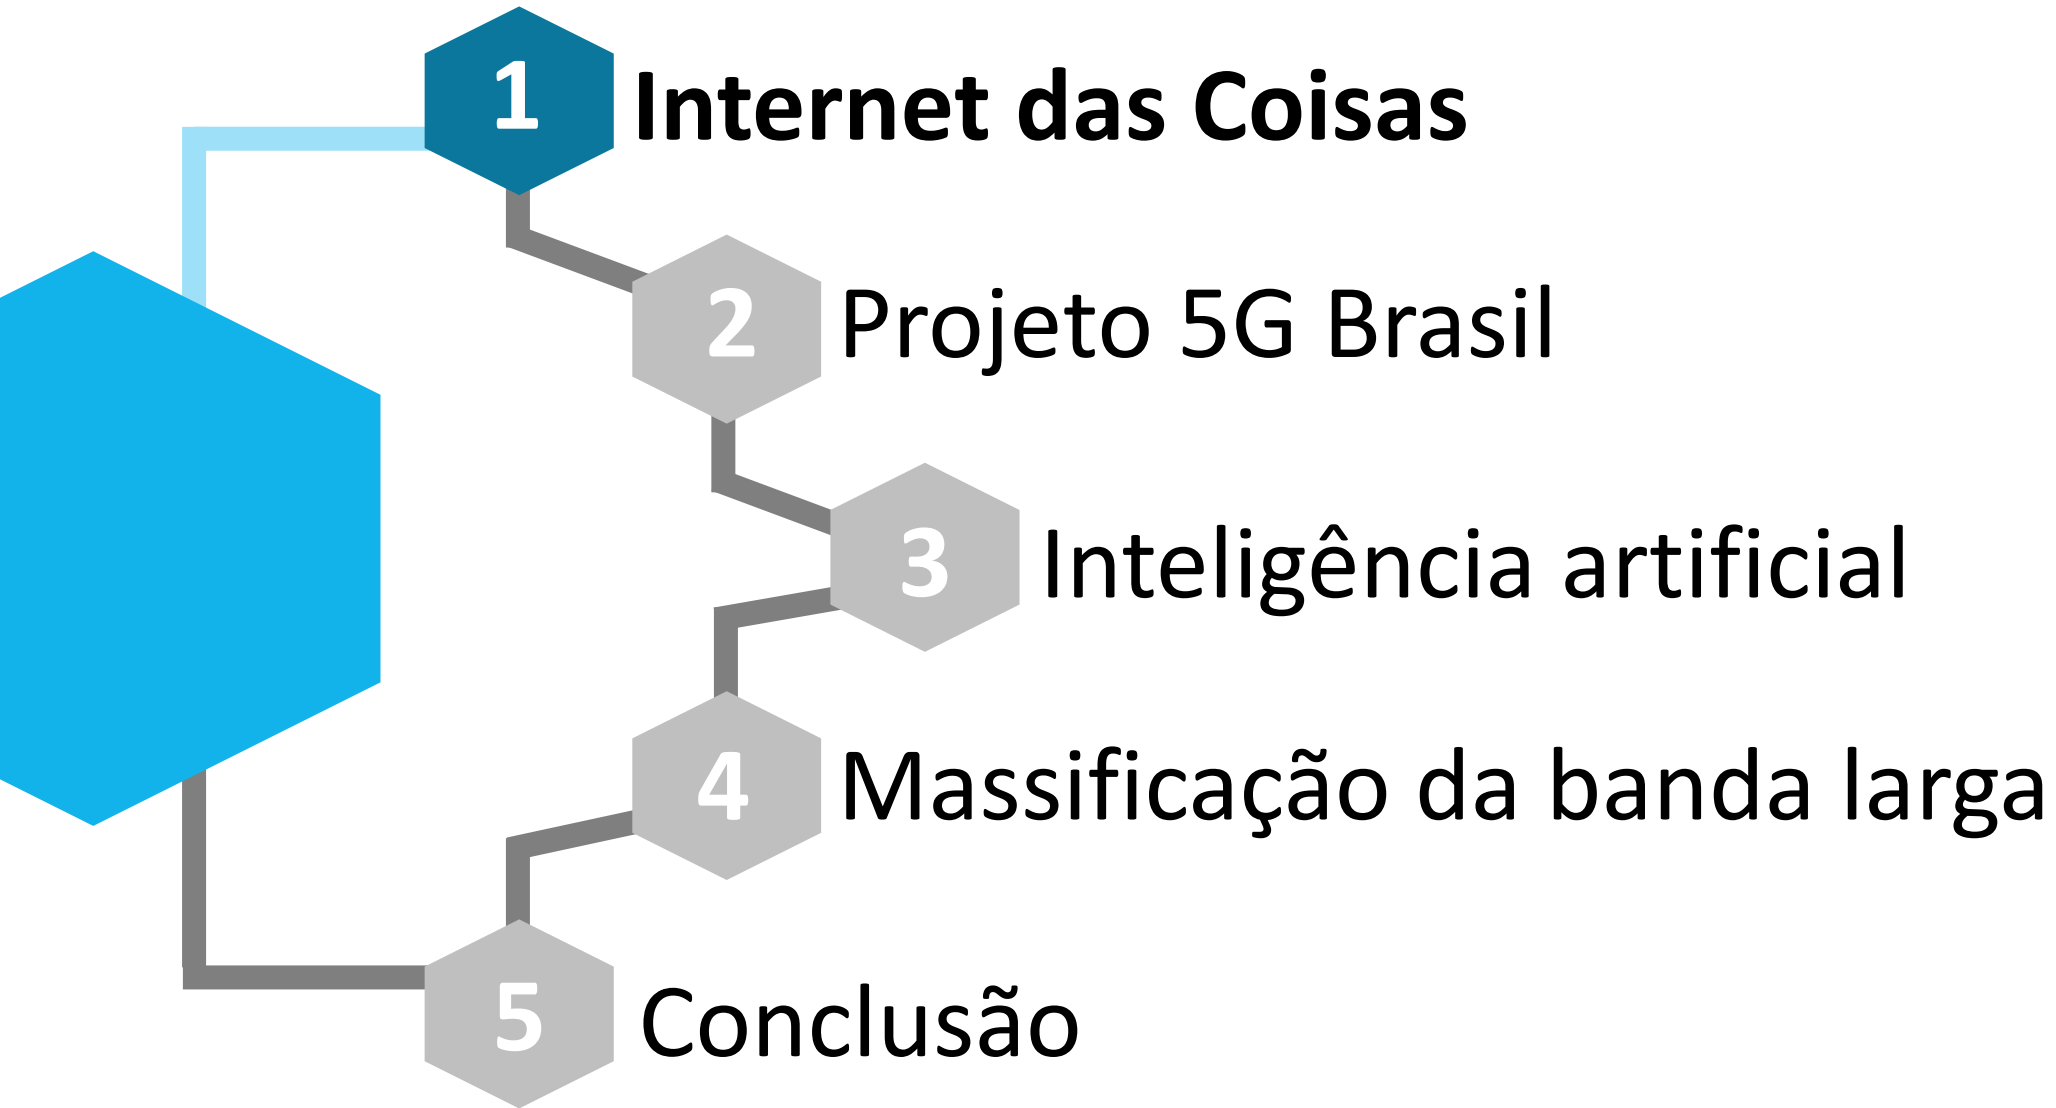 1 Internet das Coisas
2 Projeto 5G Brasil
3 Inteligência artificial
4 Massificação da banda larga
5 Conclusão